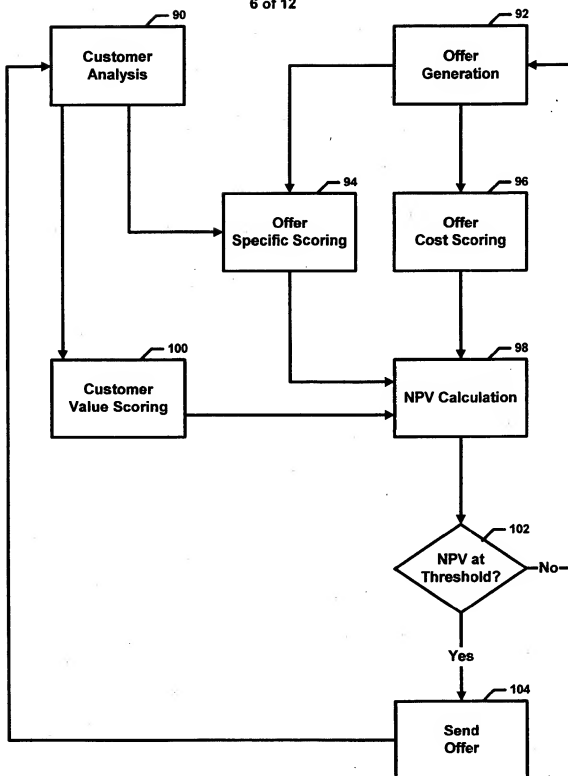 6 of 12
90
Customer
Analysis
92
Offer
Generation
94
Offer
Specific Scoring
96
Offer
Cost Scoring
100
Customer
Value Scoring
98
NPV Calculation
102
NPV at
Threshold?
No
Yes
104
Send
Offer